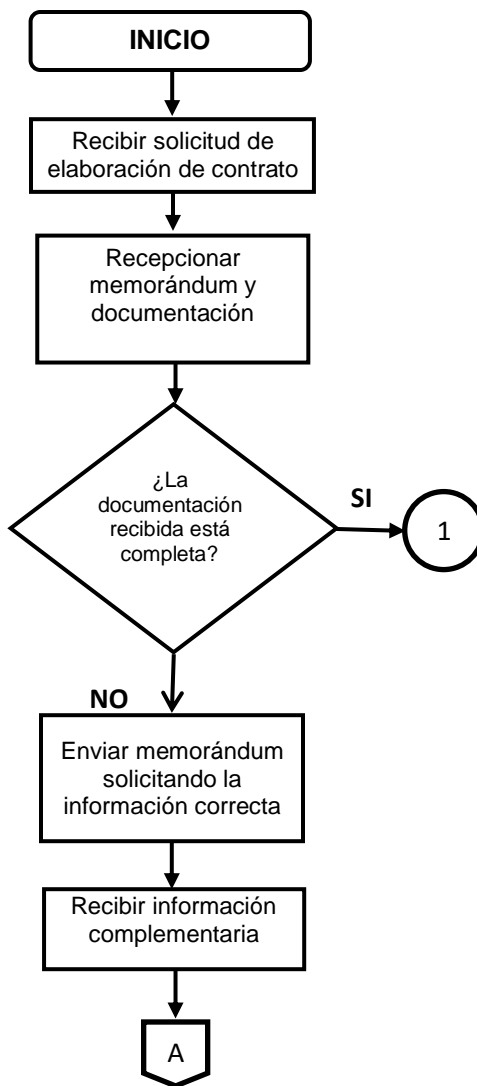 INICIO
Recibir solicitud de
elaboración de contrato
Recepcionar
memorándum y
documentación
¿La
documentación
recibida está
completa?
SI
1
NO
Enviar memorándum
solicitando la
información correcta
Recibir información
complementaria
A